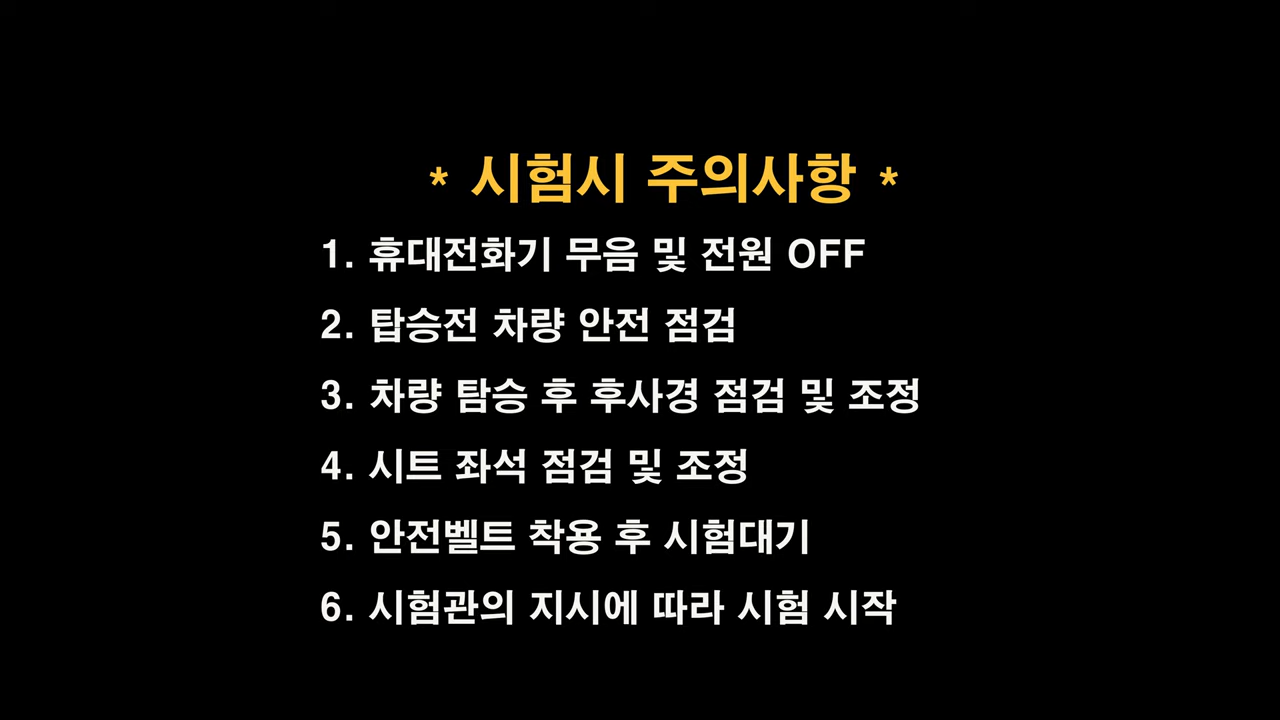 * 시험시 주의사항 *
1. 휴대전화기 무음 및 전원 OFF
2. 탑승전 차량 안전 점검
3. 차량 탐승 후 후사경 점검 및 조정
4. 시트 좌석 점검 및 조정
5. 안전벨트 착용 후 시험대기
6. 시험관의 지시에 따라 시험 시작